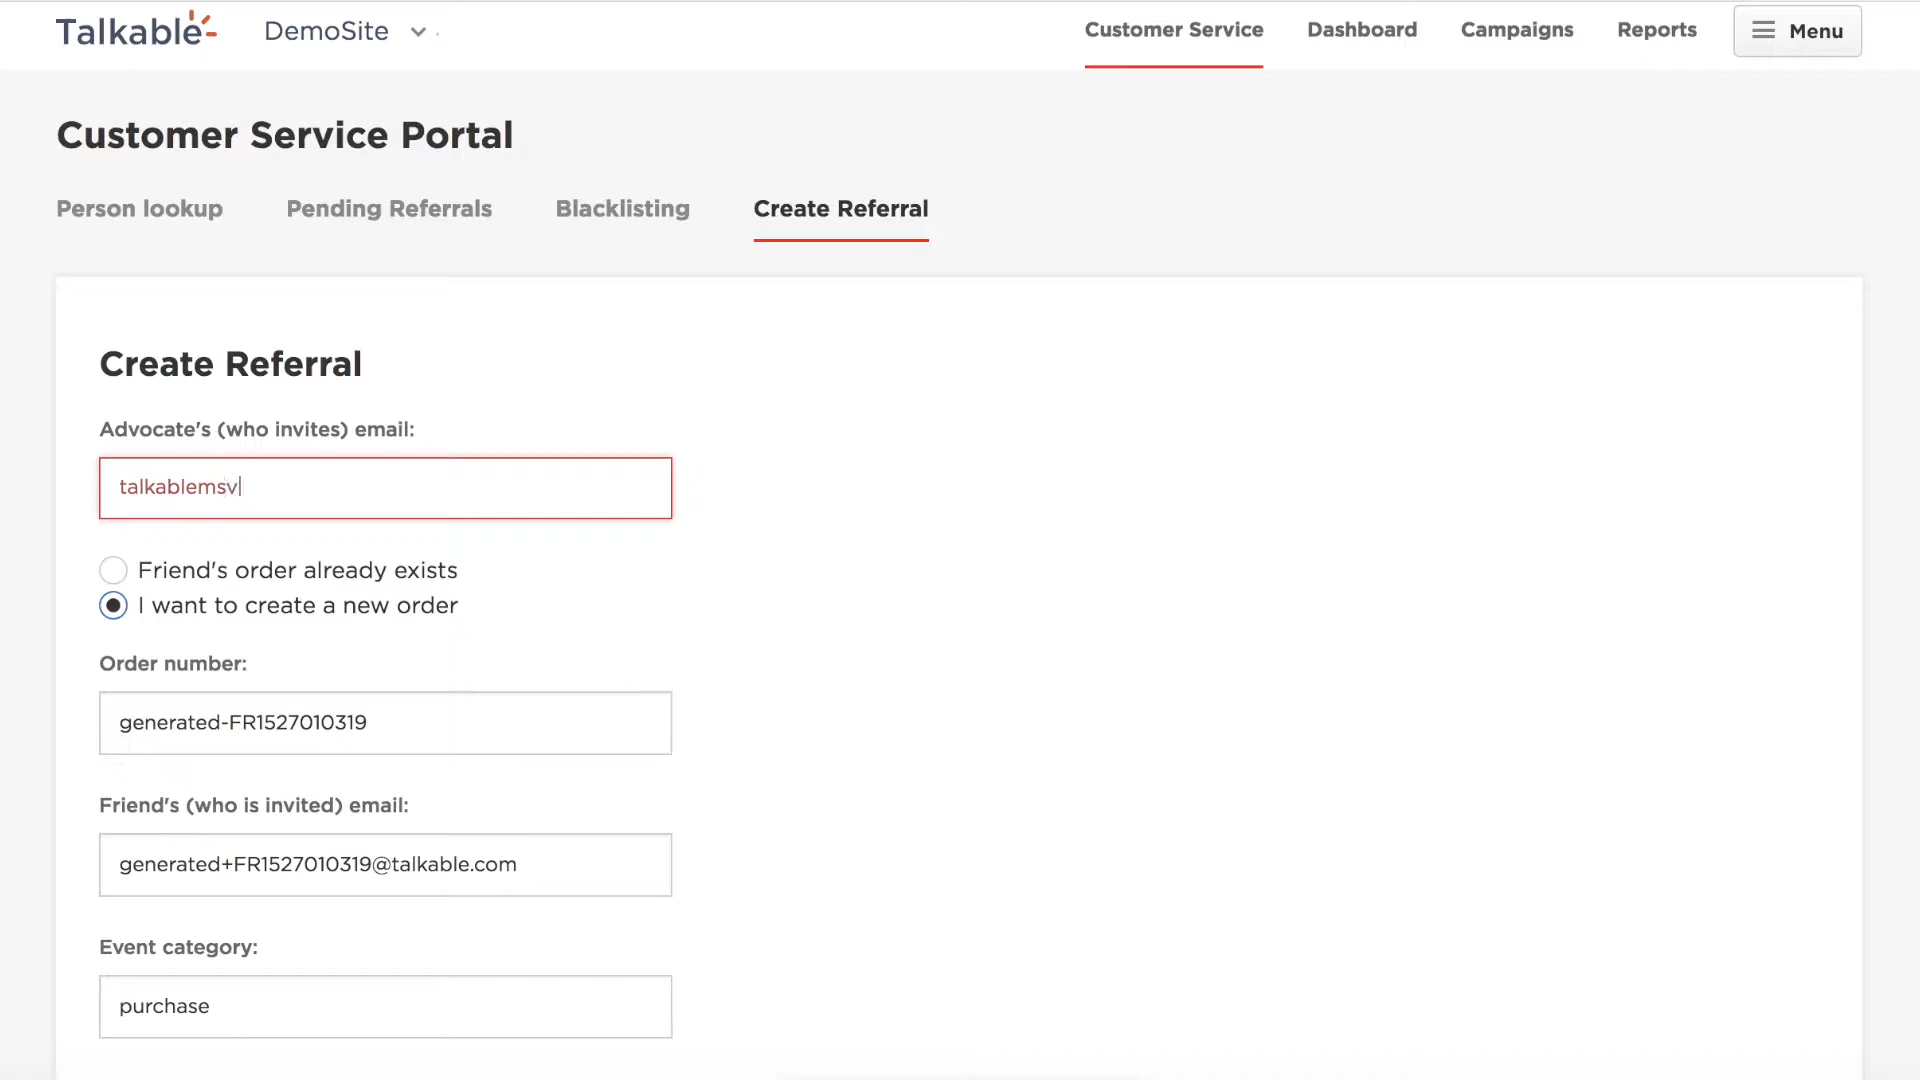 Talkable DemoSite Customer Service Dashboard Campaigns Reports Menu
Customer Service Portal
Person lookup Pending Referrals Blacklisting Create Referral
Create Referral
Advocate's (who invites) email:
talkablemsv
Friend's order already exists
I want to create a new order
Order number:
generated-FR1527010319
Friend's (who is invited) email:
generated+FR1527010319@talkable.com
Event category:
purchase